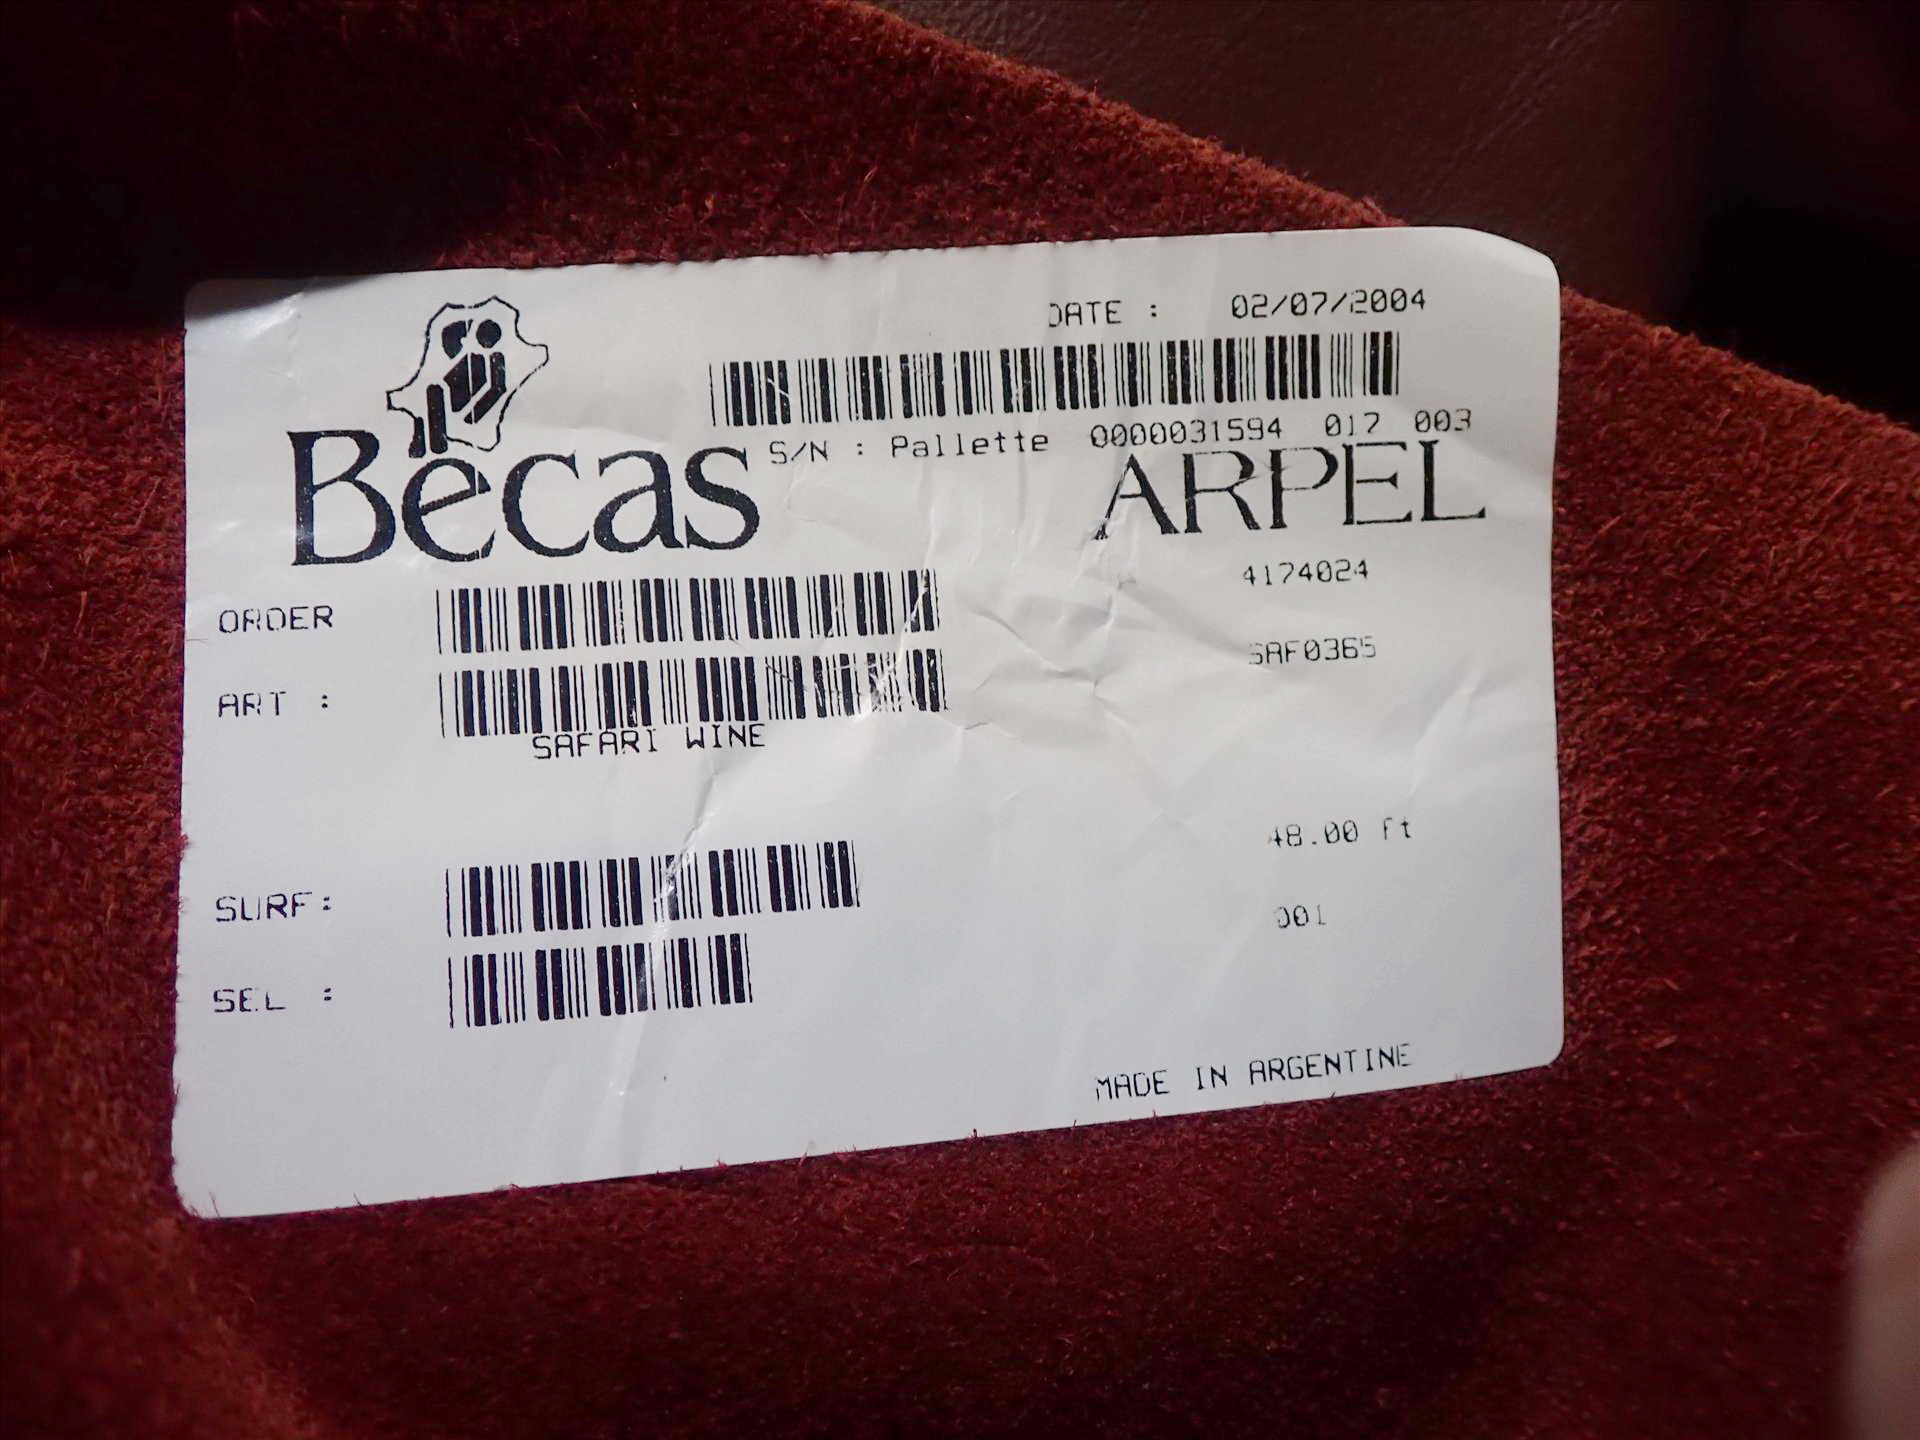 DATE : 02/07/2004
S/N : Pallette 0000031594 017 003
Becas ARPEL
ORDER 4174024
ART : SAF0365
SAFARI WINE
SURF: 48.00 ft
SEL : 001
MADE IN ARGENTINE